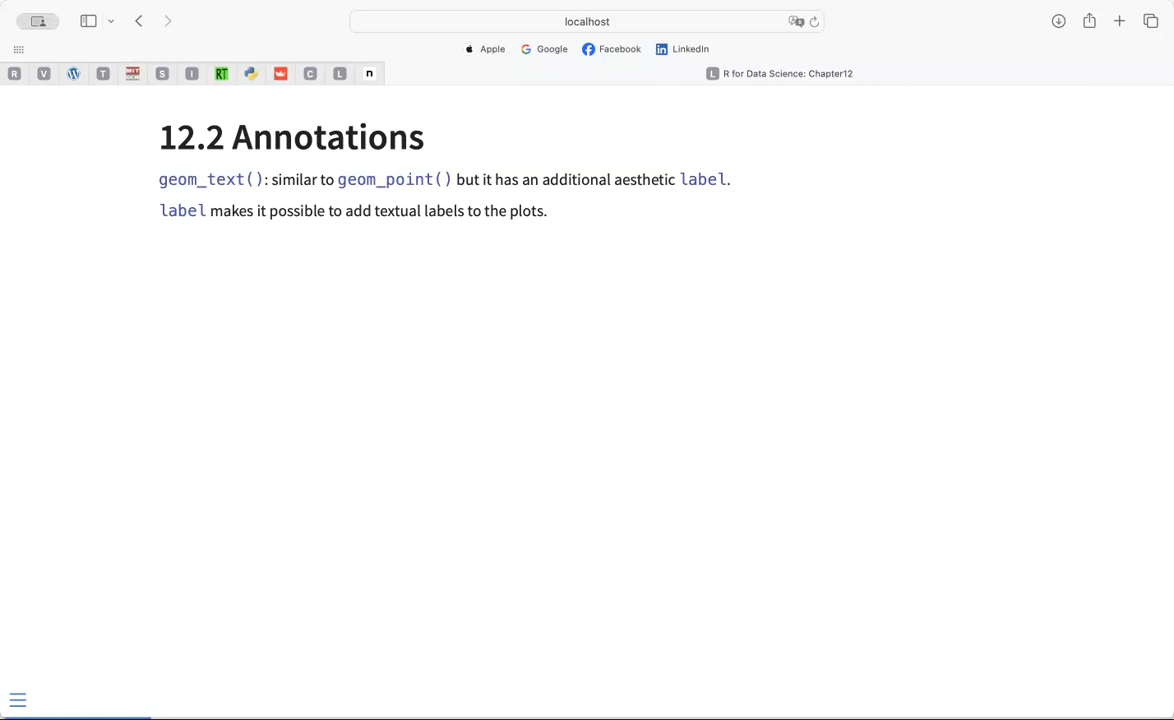 localhost
Apple Google Facebook LinkedIn
R V T S I RT C L n L R for Data Science: Chapter12
12.2 Annotations
geom_text(): similar to geom_point() but it has an additional aesthetic label.
label makes it possible to add textual labels to the plots.